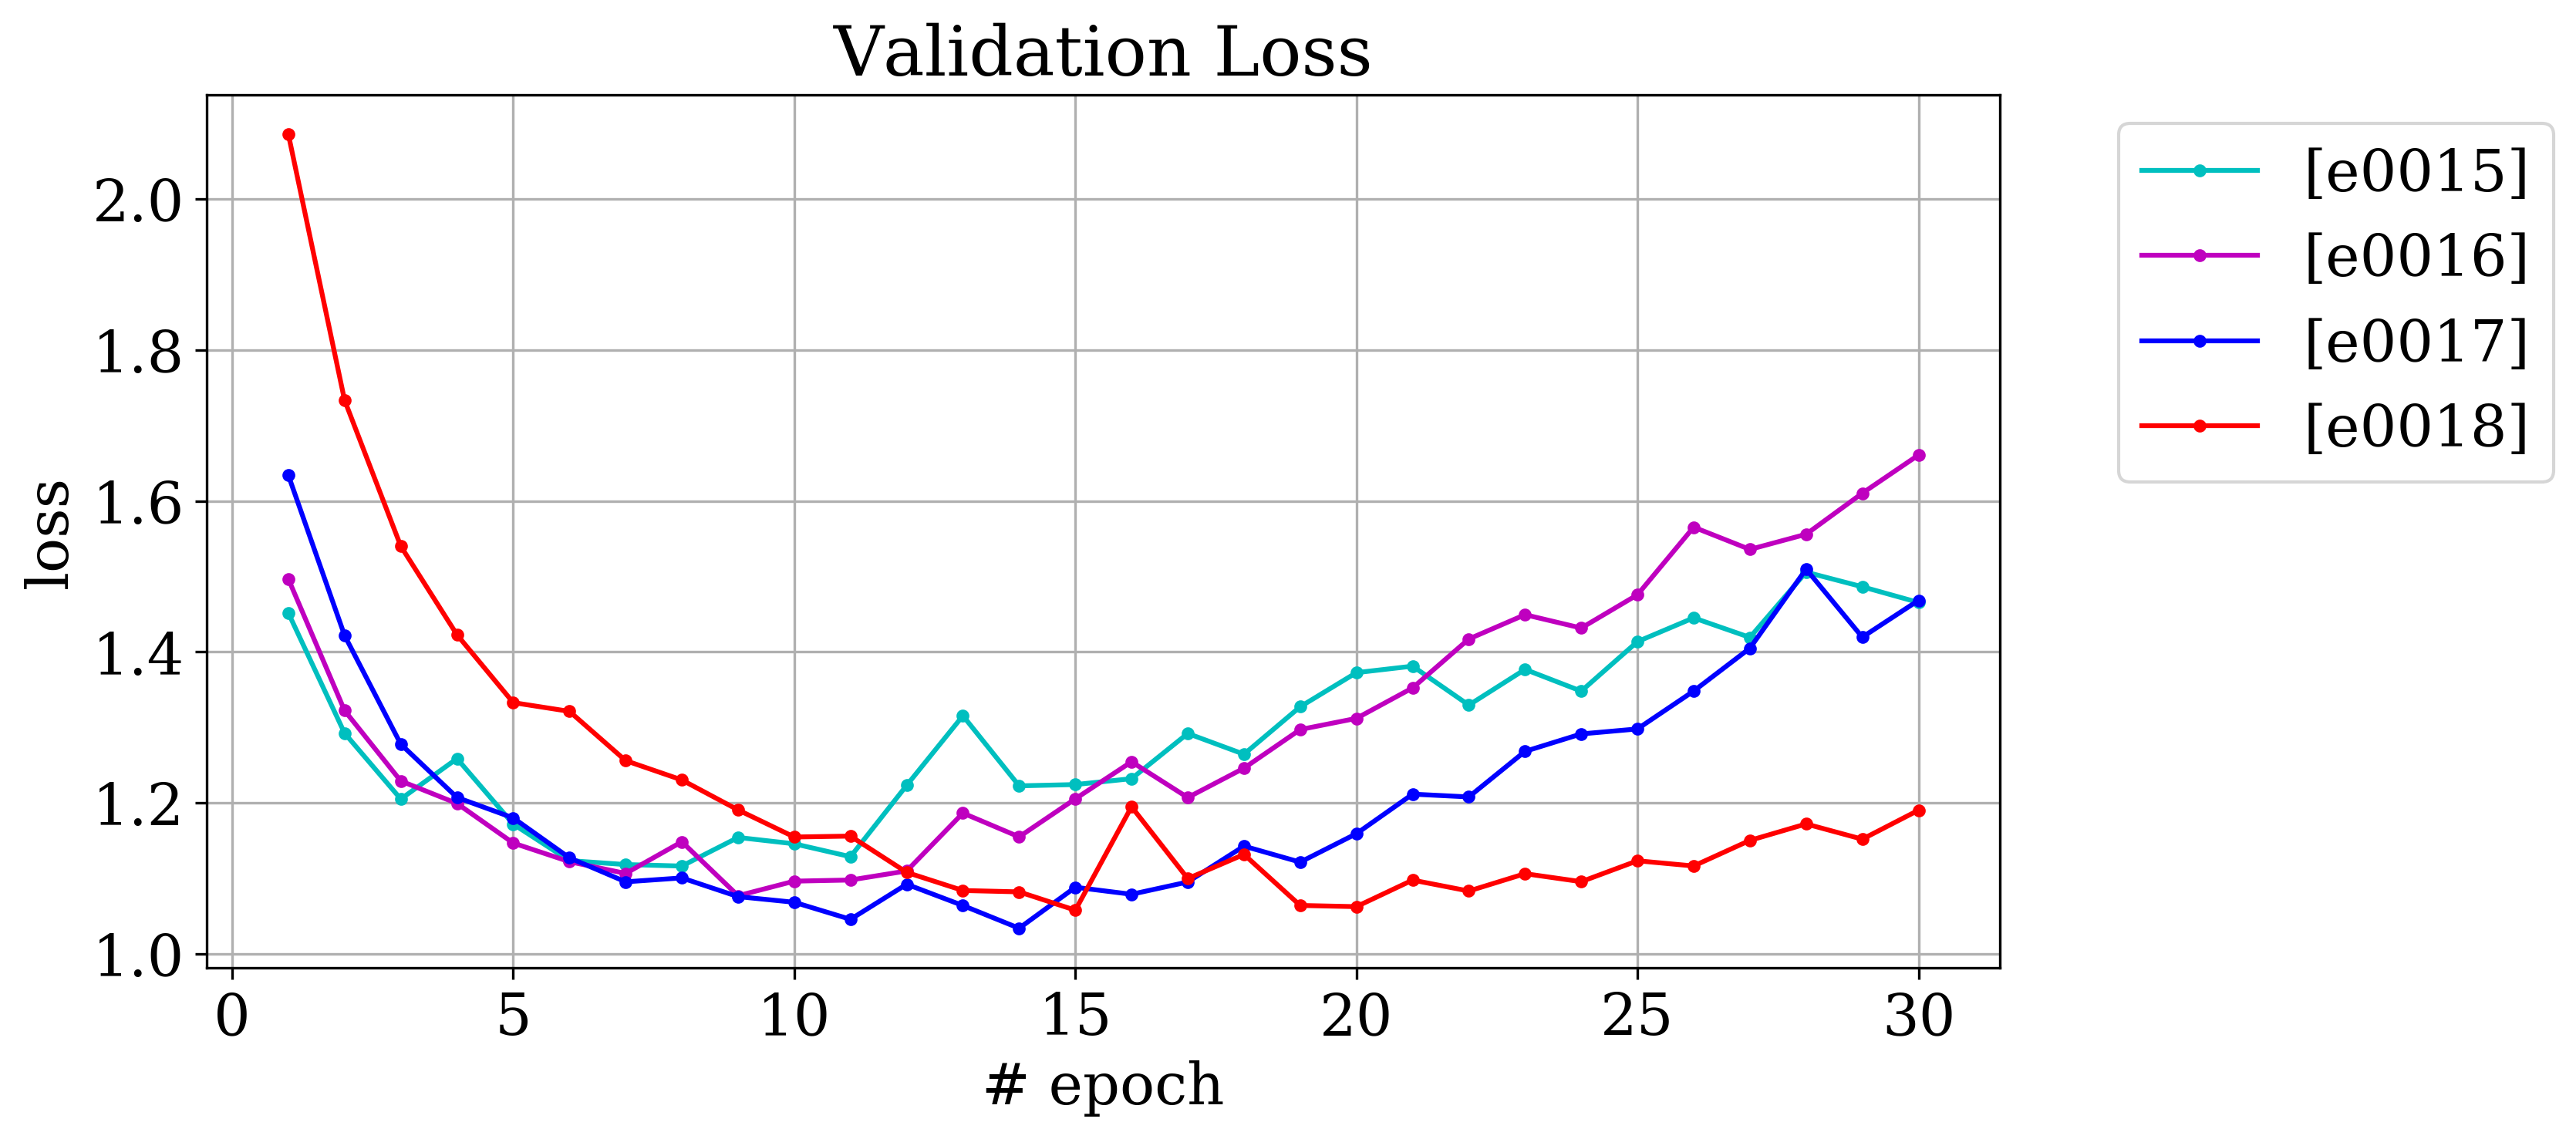 Validation Loss
loss
2.0
1.8
1.6
1.4
1.2
1.0
0 5 10 15 20 25 30
# epoch
[e0015]
[e0016]
[e0017]
[e0018]